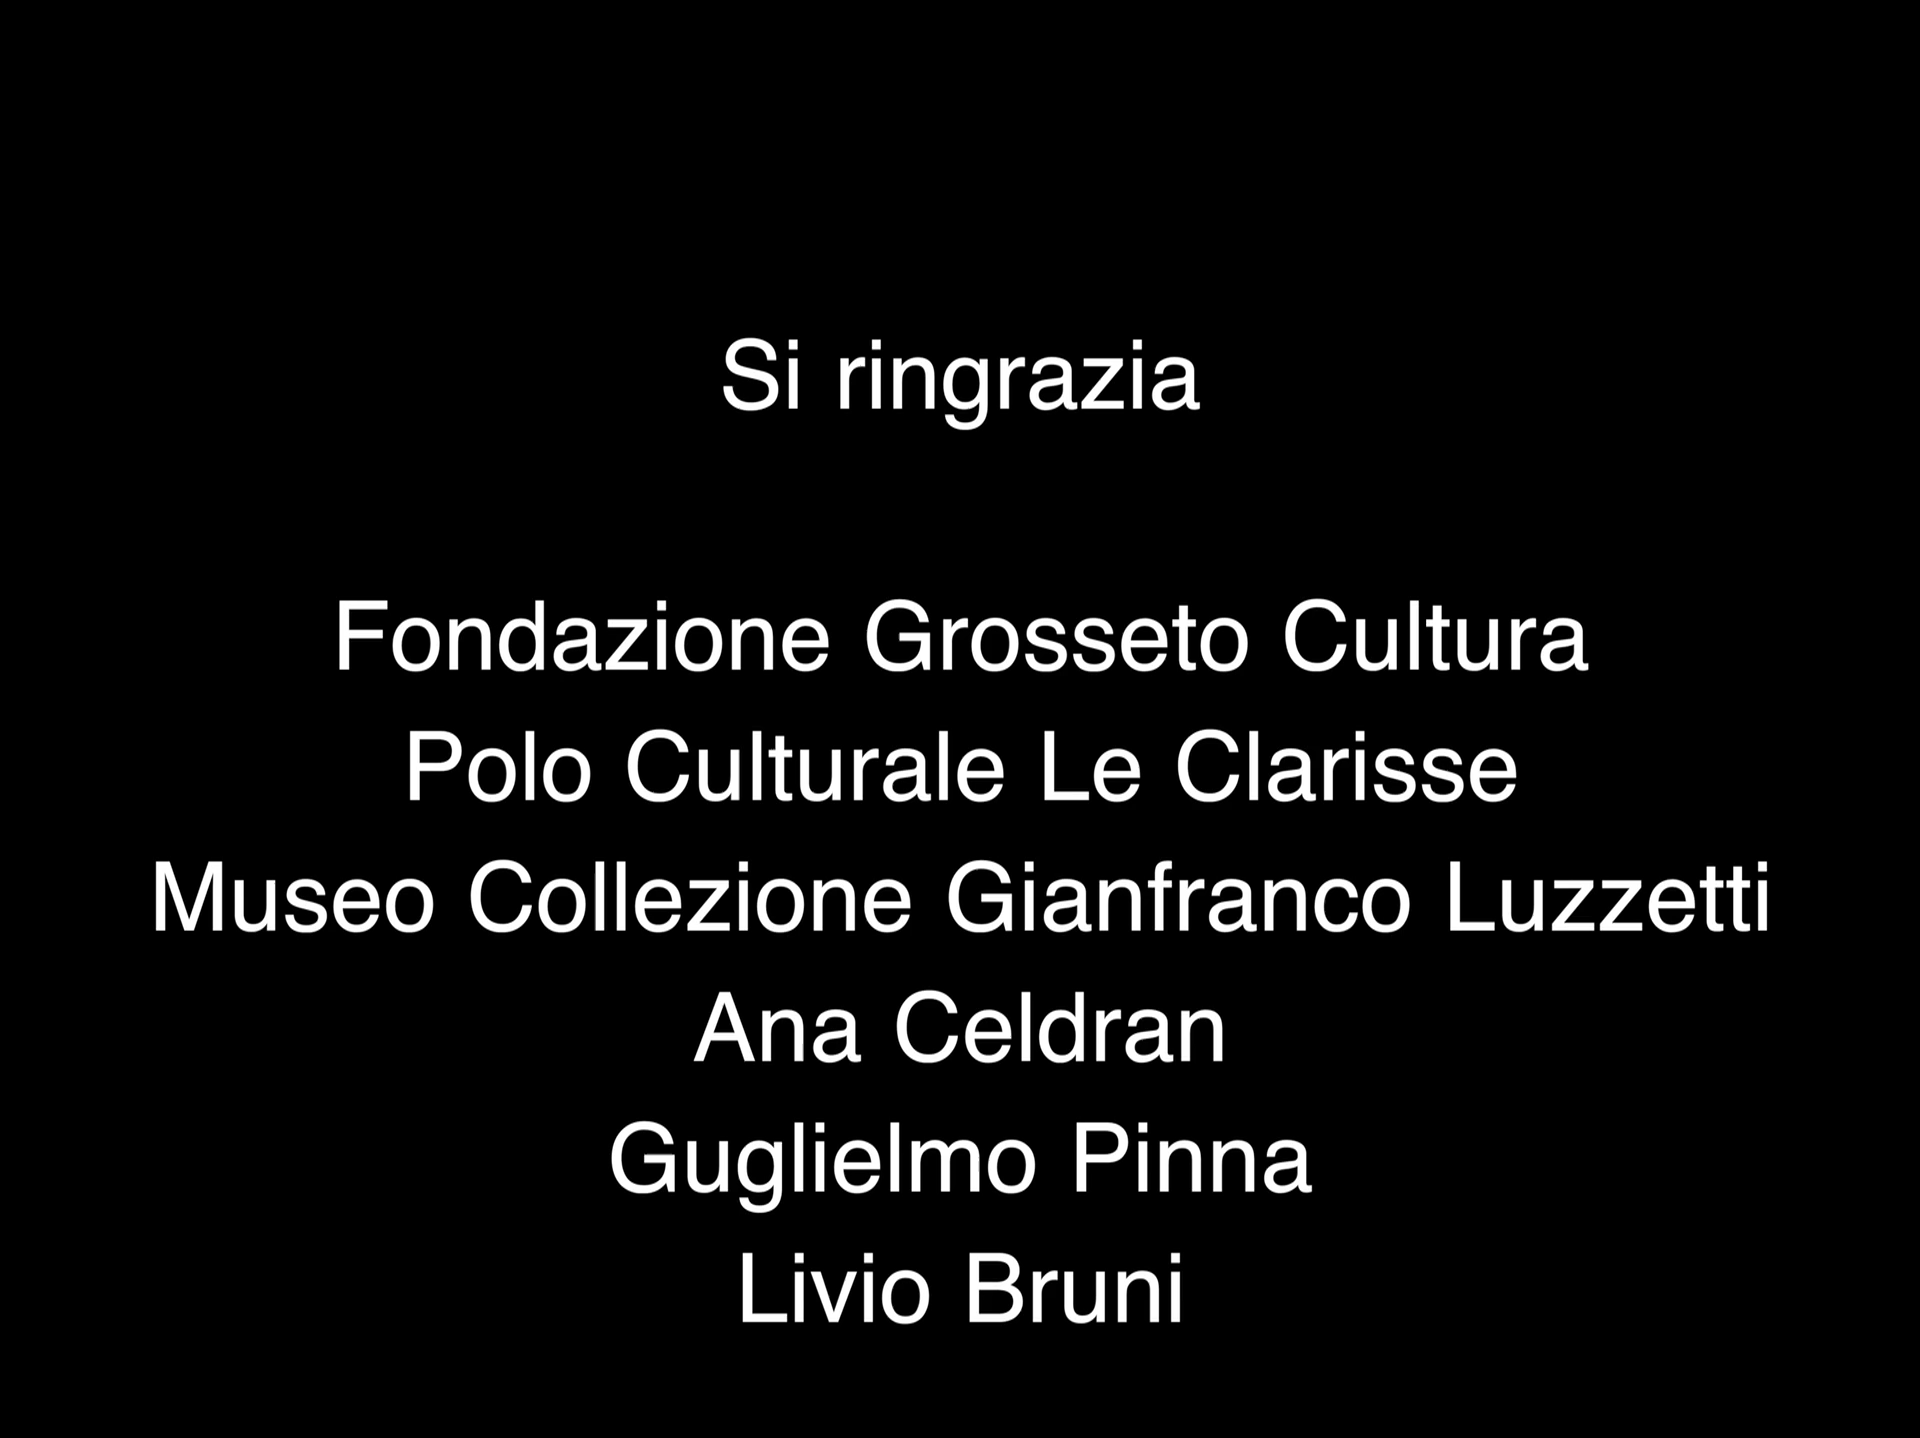 Si ringrazia
Fondazione Grosseto Cultura
Polo Culturale Le Clarisse
Museo Collezione Gianfranco Luzzetti
Ana Celdran
Guglielmo Pinna
Livio Bruni